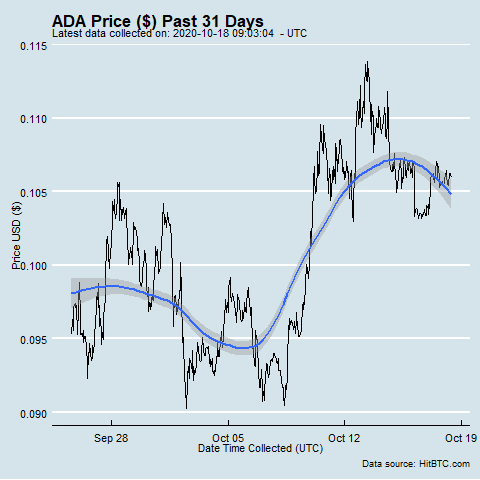 ADA Price ($) Past 31 Days
Latest data collected on: 2020-10-18 09:03:04 - UTC
0.115
0.110
0.105
0.100
0.095
0.090
Price USD ($)
Sep 28
Oct 05
Oct 12
Oct 19
Date Time Collected (UTC)
Data source: HitBTC.com